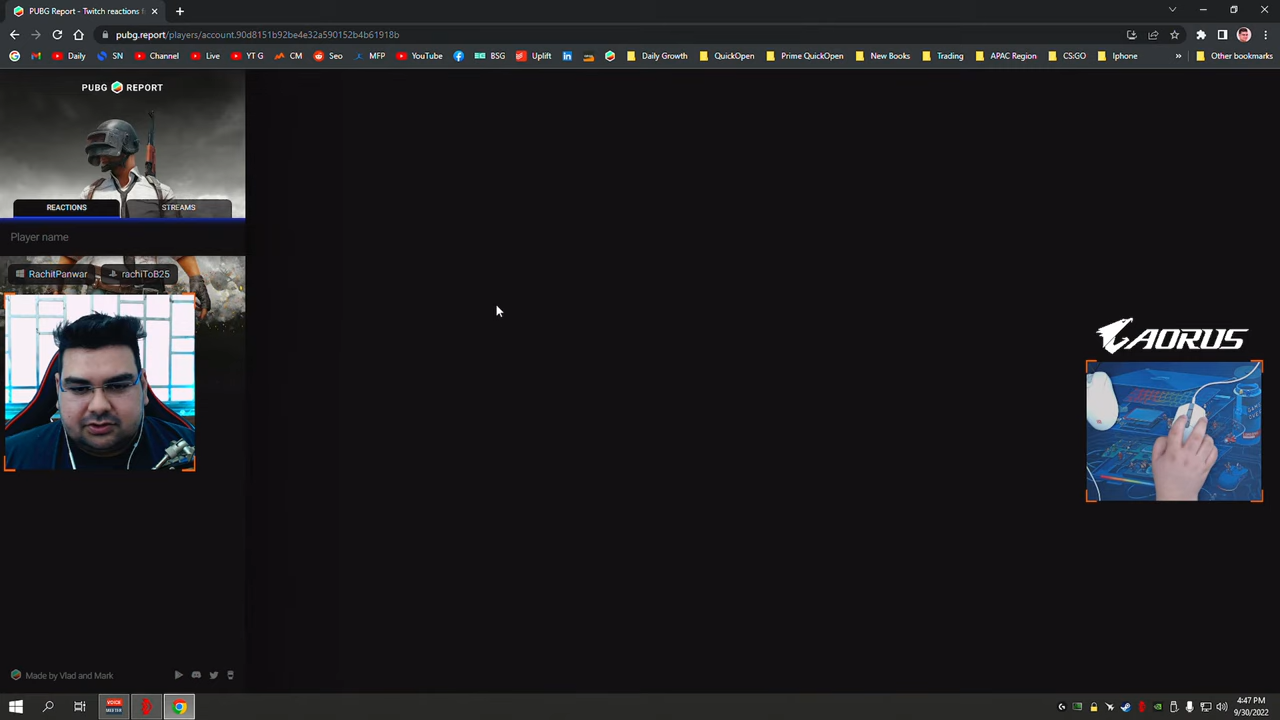 PUBG Report - Twitch reactions f
pubg.report/players/account.90d8151b92be4e32a590152b4b61918b
Daily SN YT G Channel Live CM Seo MFP YouTube BSG Uplift Daily Growth QuickOpen Prime QuickOpen New Books Trading APAC Region CS:GO Iphone » Other bookmarks
PUBG REPORT
REACTIONS STREAMS
Player name
RachitPanwar rachiToB25
AORUS
Made by Vlad and Mark
VOICE MEETER
4:47 PM
9/30/2022